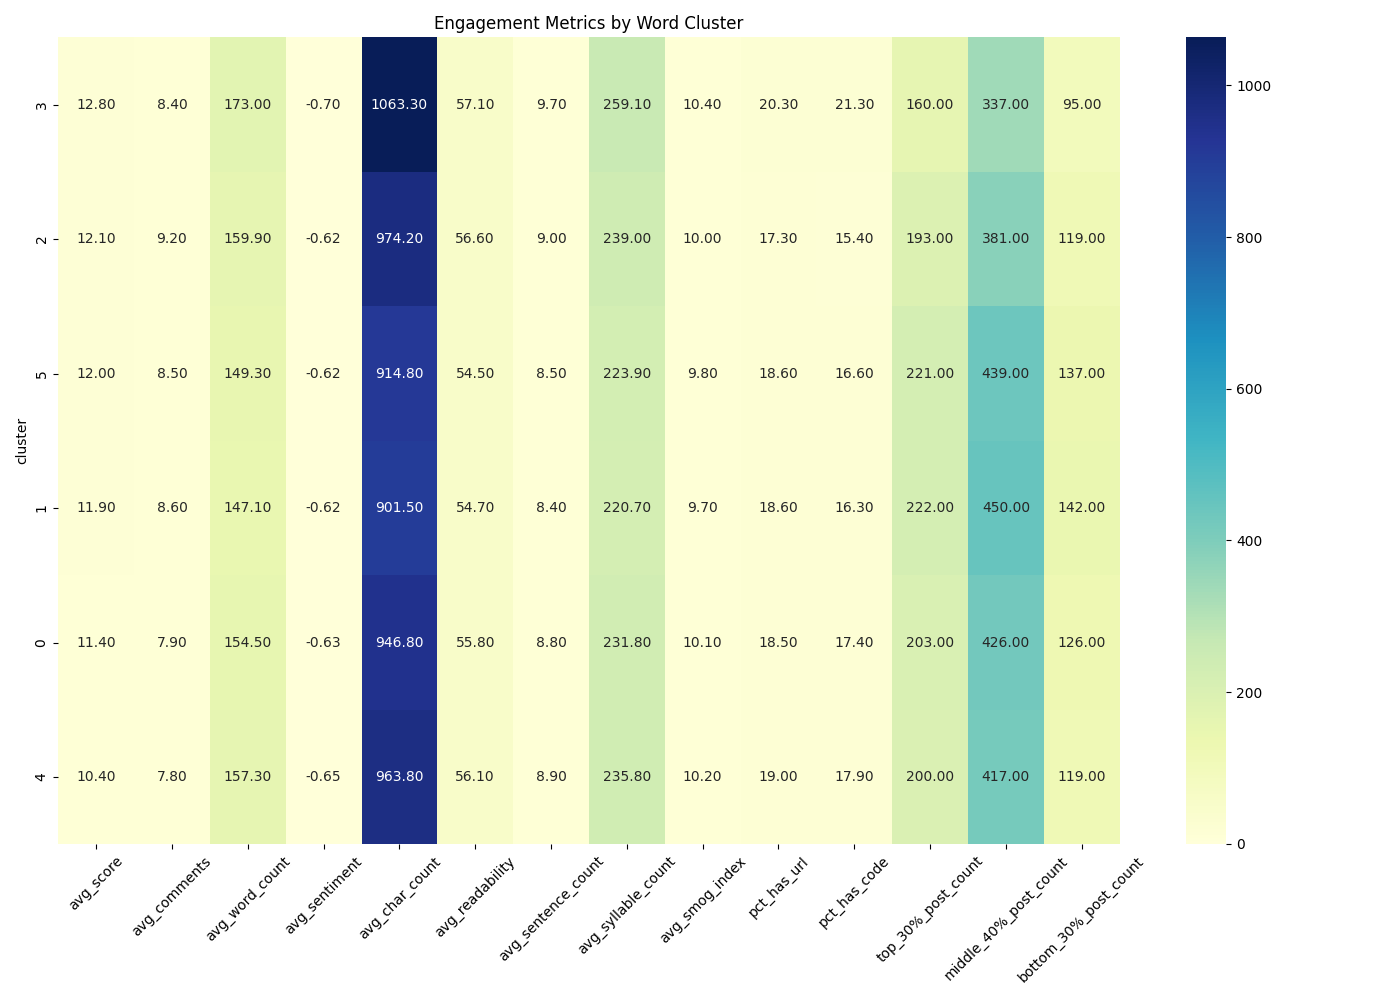 Engagement Metrics by Word Cluster
3 12.80 8.40 173.00 -0.70 1063.30 57.10 9.70 259.10 10.40 20.30 21.30 160.00 337.00 95.00
2 12.10 9.20 159.90 -0.62 974.20 56.60 9.00 239.00 10.00 17.30 15.40 193.00 381.00 119.00
5 12.00 8.50 149.30 -0.62 914.80 54.50 8.50 223.90 9.80 18.60 16.60 221.00 439.00 137.00
1 11.90 8.60 147.10 -0.62 901.50 54.70 8.40 220.70 9.70 18.60 16.30 222.00 450.00 142.00
0 11.40 7.90 154.50 -0.63 946.80 55.80 8.80 231.80 10.10 18.50 17.40 203.00 426.00 126.00
4 10.40 7.80 157.30 -0.65 963.80 56.10 8.90 235.80 10.20 19.00 17.90 200.00 417.00 119.00
cluster
avg_score
avg_comments
avg_word_count
avg_sentiment
avg_char_count
avg_readability
avg_sentence_count
avg_syllable_count
avg_smog_index
pct_has_url
pct_has_code
top_30%_post_count
middle_40%_post_count
bottom_30%_post_count
1000
800
600
400
200
0